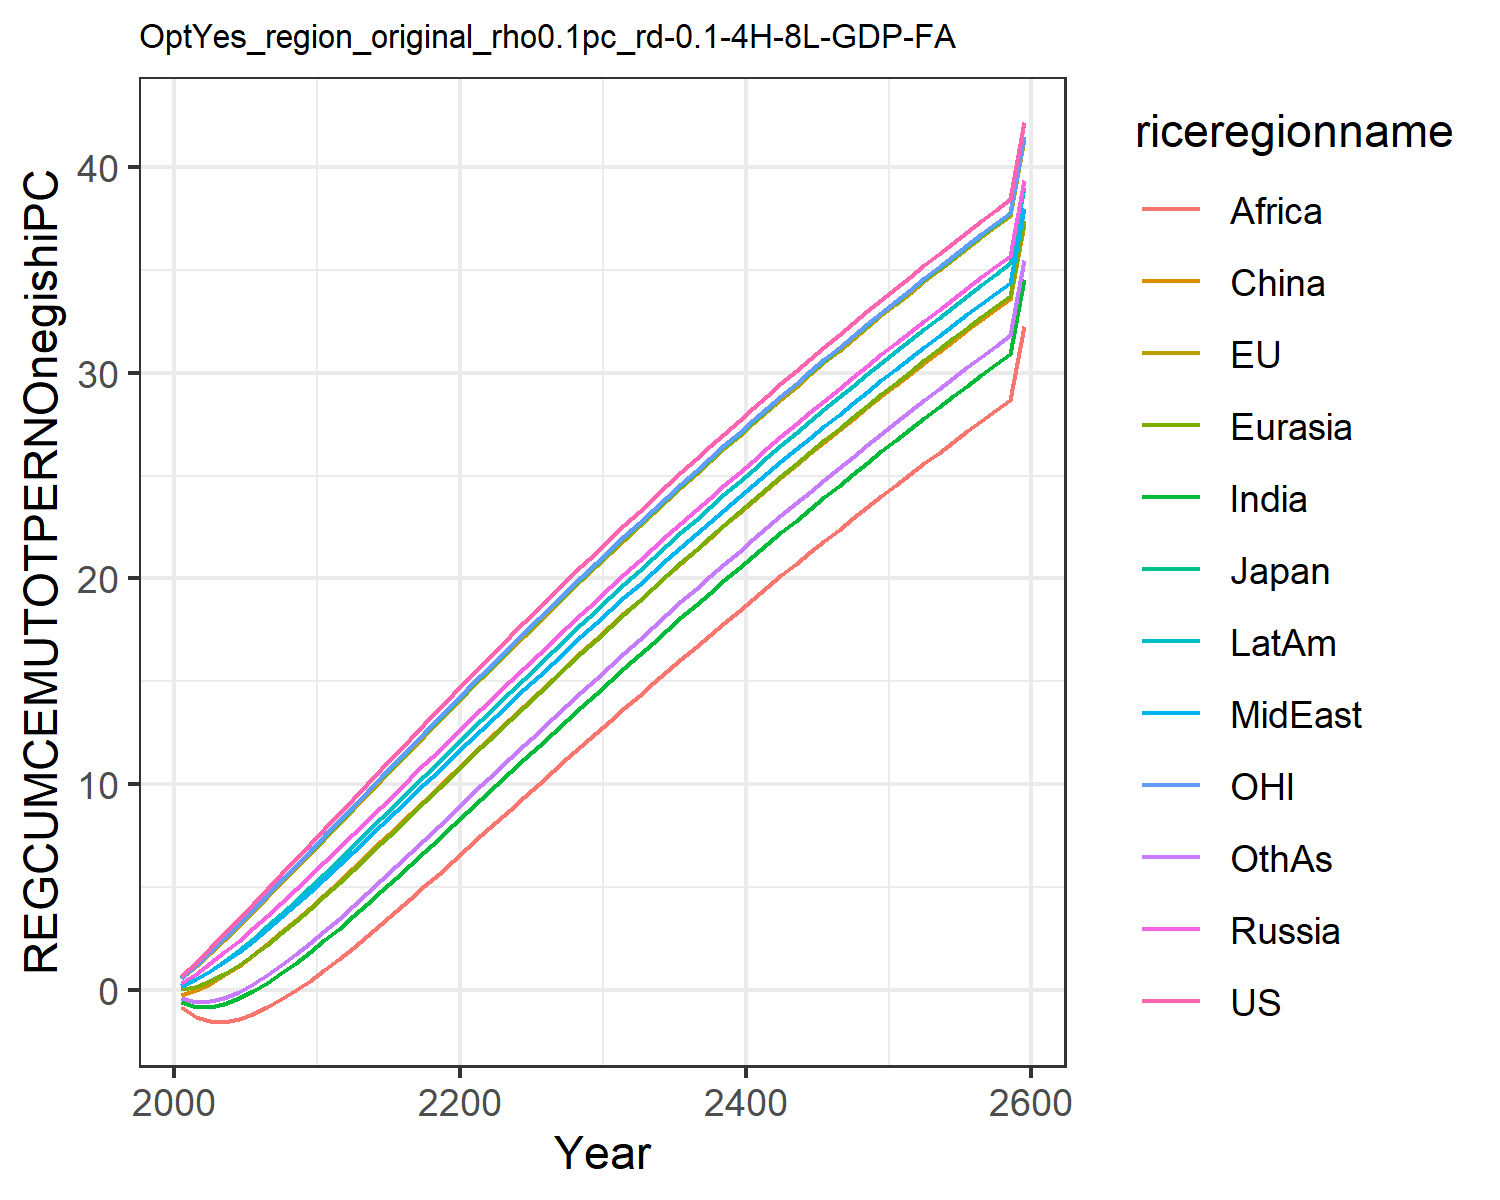 OptYes_region_original_rho0.1pc_rd-0.1-4H-8L-GDP-FA
REGCUMCEMUTOTPERNOnegishiPC
40
30
20
10
0
2000 2200 2400 2600
Year
riceregionname
Africa
China
EU
Eurasia
India
Japan
LatAm
MidEast
OHI
OthAs
Russia
US